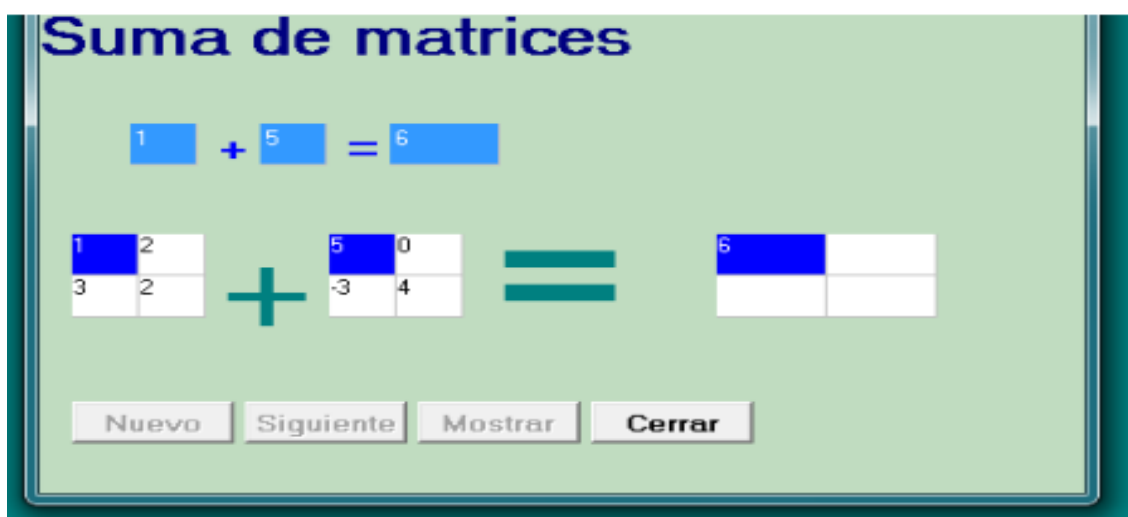 Suma de matrices
1 + 5 = 6
1 2 5 0 6
3 2 + -3 4 =
Nuevo Siguiente Mostrar Cerrar